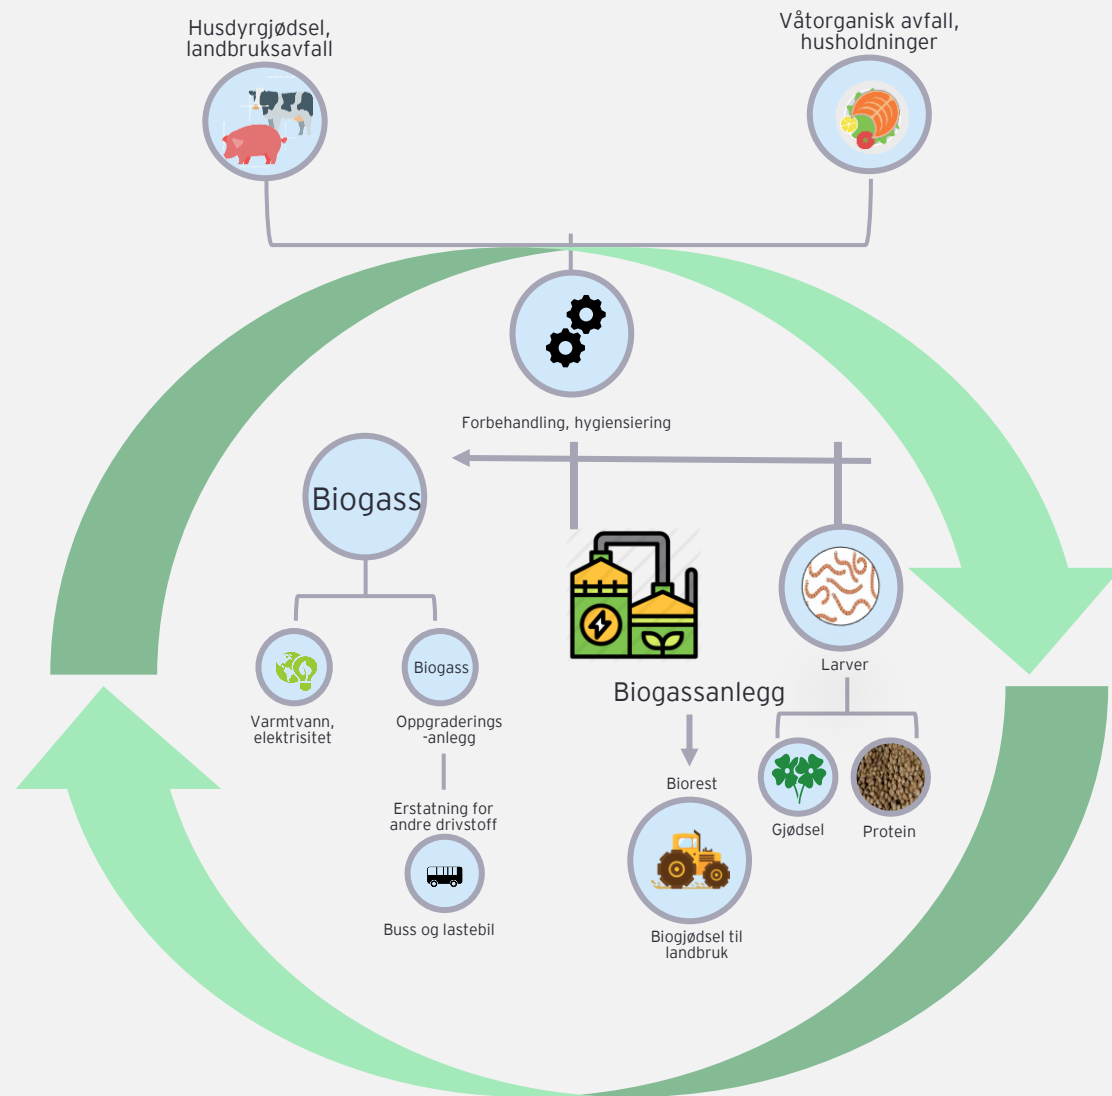 Husdyrgjødsel,
landbruksavfall
Våtorganisk avfall,
husholdninger
Forbehandling, hygiensiering
Biogass
Varmtvann,
elektrisitet
Biogass
Oppgraderings
-anlegg
Erstatning for
andre drivstoff
Buss og lastebil
Biogassanlegg
Biorest
Biogjødsel til
landbruk
Larver
Gjødsel
Protein